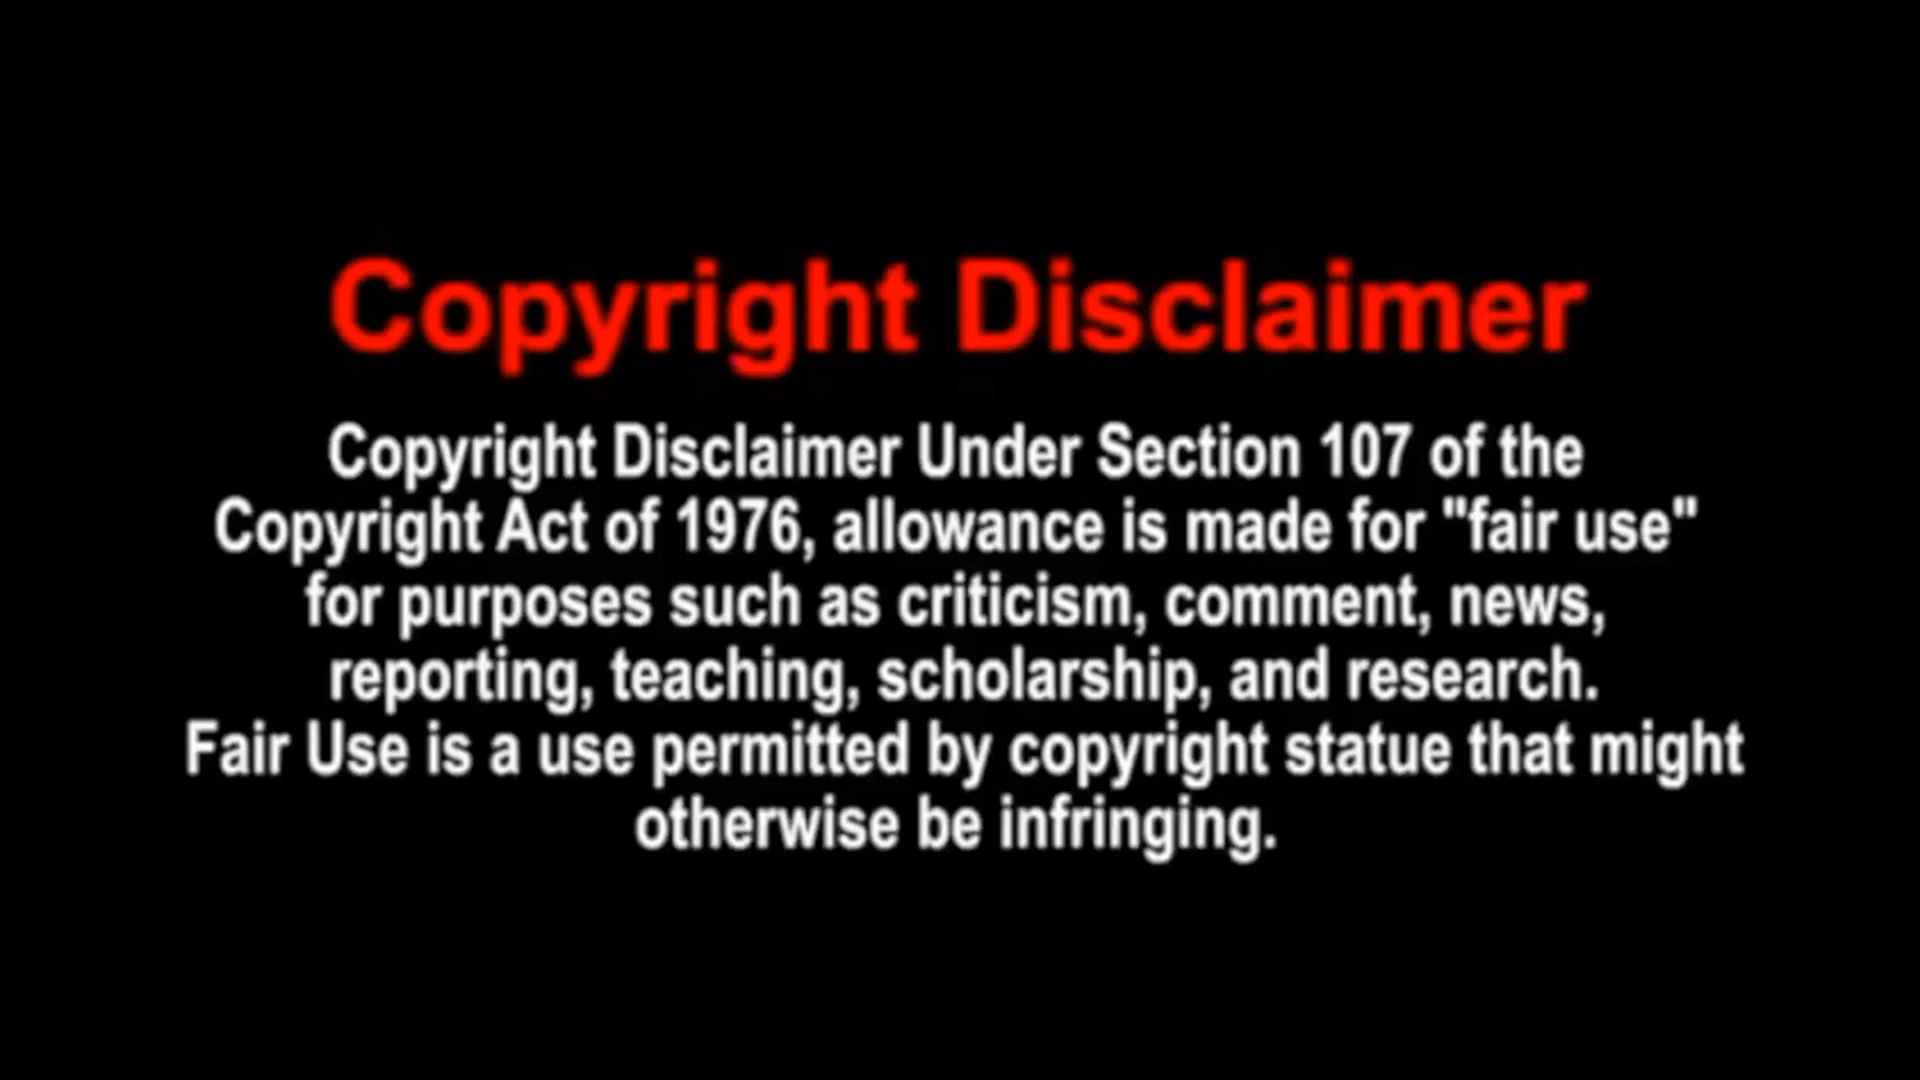 Copyright Disclaimer
Copyright Disclaimer Under Section 107 of the
Copyright Act of 1976, allowance is made for "fair use"
for purposes such as criticism, comment, news,
reporting, teaching, scholarship, and research.
Fair Use is a use permitted by copyright statue that might
otherwise be infringing.